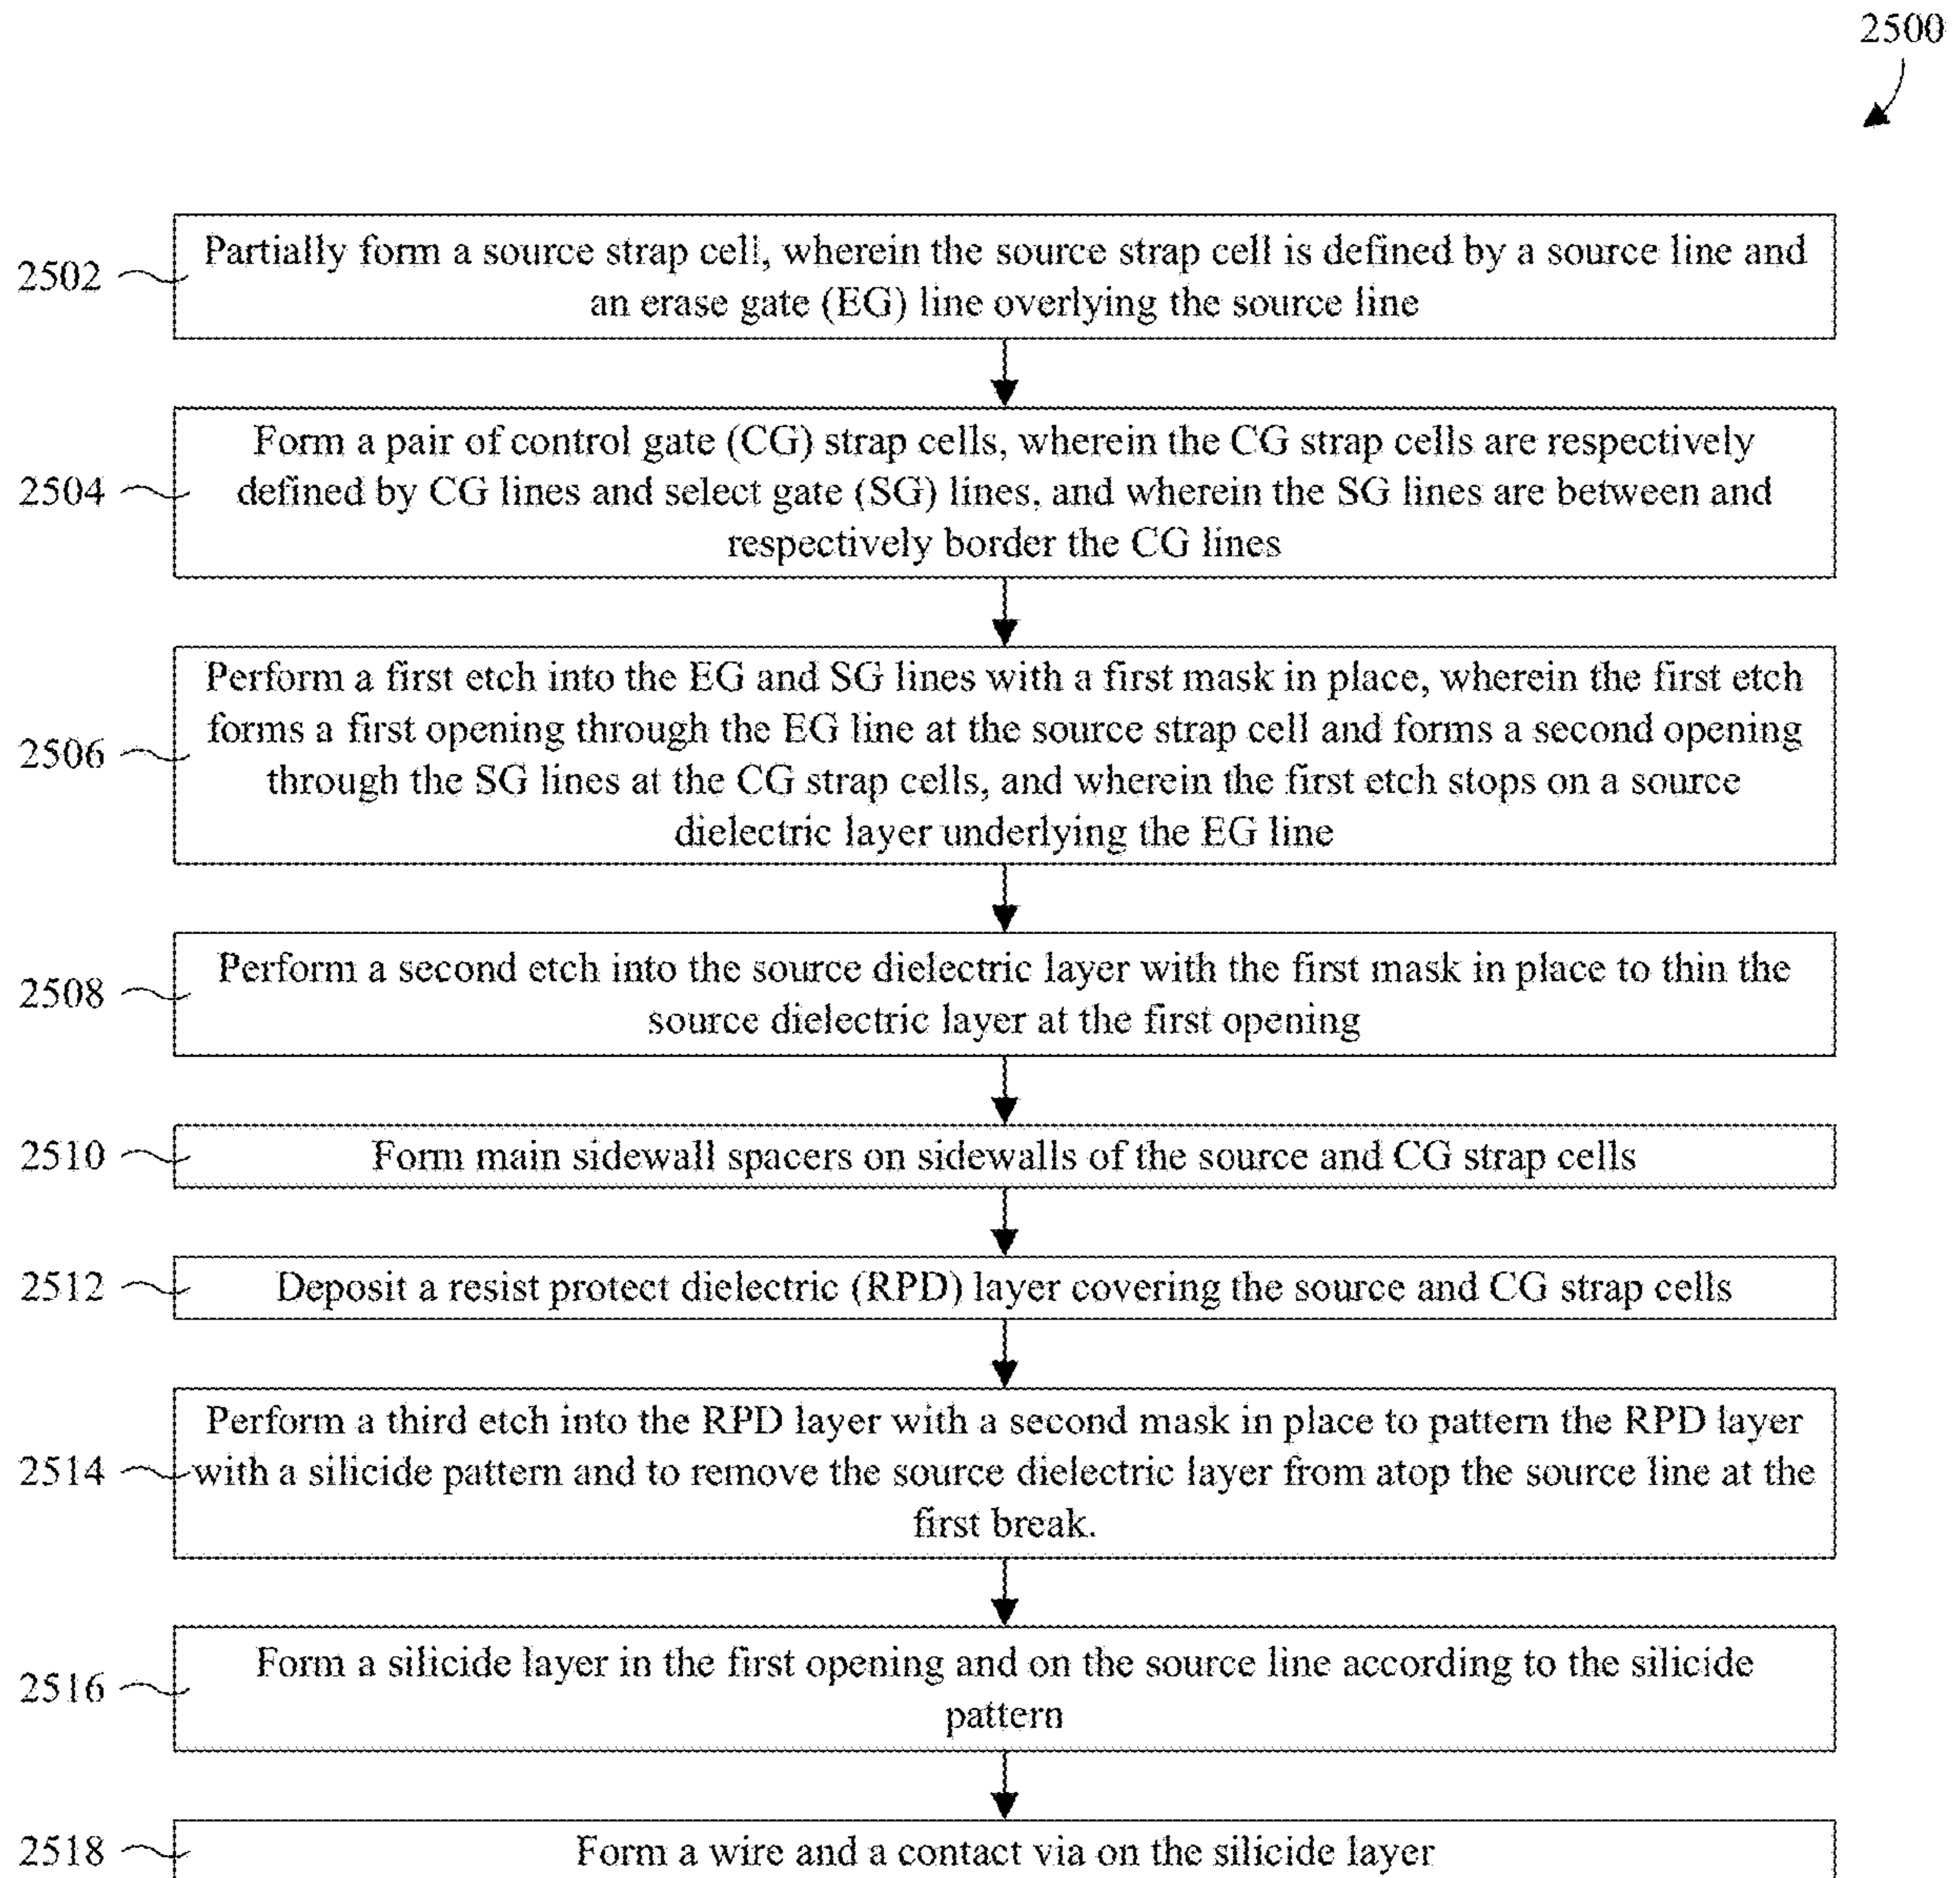 2500
2502
Partially form a source strap cell, wherein the source strap cell is defined by a source line and
an erase gate (EG) line overlying the source line
2504
Form a pair of control gate (CG) strap cells, wherein the CG strap cells are respectively
defined by CG lines and select gate (SG) lines, and wherein the SG lines are between and
respectively border the CG lines
2506
Perform a first etch into the EG and SG lines with a first mask in place, wherein the first etch
forms a first opening through the EG line at the source strap cell and forms a second opening
through the SG lines at the CG strap cells, and wherein the first etch stops on a source
dielectric layer underlying the EG line
2508
Perform a second etch into the source dielectric layer with the first mask in place to thin the
source dielectric layer at the first opening
2510
Form main sidewall spacers on sidewalls of the source and CG strap cells
2512
Deposit a resist protect dielectric (RPD) layer covering the source and CG strap cells
2514
Perform a third etch into the RPD layer with a second mask in place to pattern the RPD layer
with a silicide pattern and to remove the source dielectric layer from atop the source line at the
first break.
2516
Form a silicide layer in the first opening and on the source line according to the silicide
pattern
2518
Form a wire and a contact via on the silicide layer